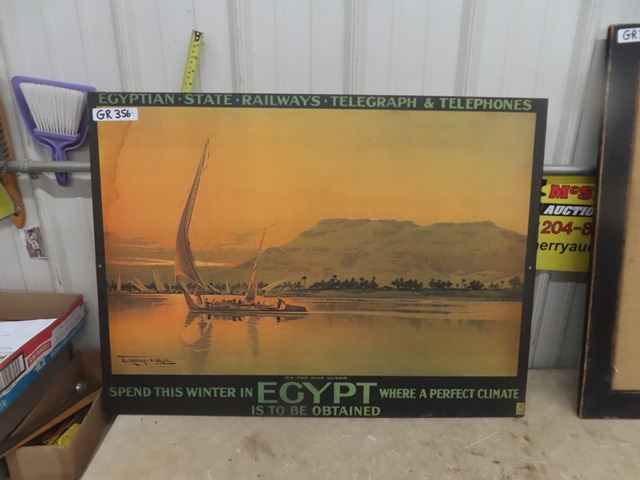 EGYPTIAN · STATE · RAILWAYS · TELEGRAPH & TELEPHONES
GR 356
ON THE NILE LUXOR
SPEND THIS WINTER IN EGYPT WHERE A PERFECT CLIMATE
IS TO BE OBTAINED
AUCTIO
204-8
erryauc